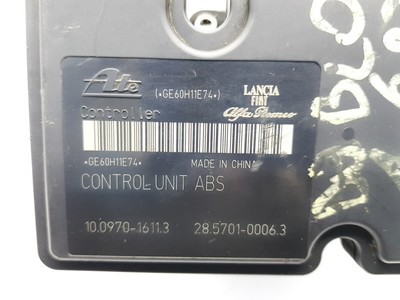 Ate (*GE60H11E74*) LANCIA
FIAT
Controller Alfa Romeo
*GE60H11E74* MADE IN CHINA
CONTROL UNIT ABS
10.0970-1611.3 28.5701-0006.3